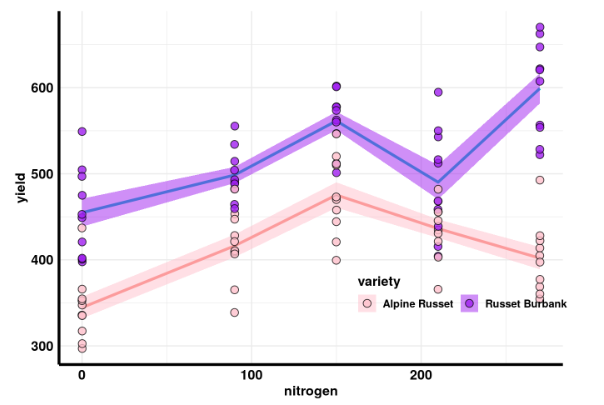 600
500
400
300
yield
variety
Alpine Russet Russet Burbank
0 100 200
nitrogen